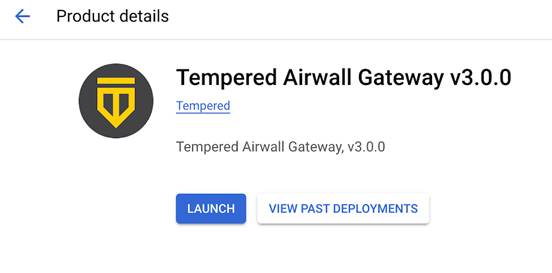 Product details
Tempered Airwall Gateway v3.0.0
Tempered
Tempered Airwall Gateway, v3.0.0
LAUNCH
VIEW PAST DEPLOYMENTS